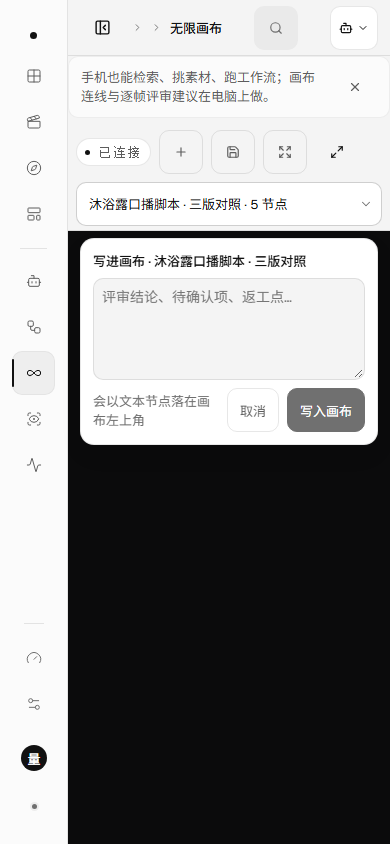 无限画布
手机也能检索、挑素材、跑工作流；画布
连线与逐帧评审建议在电脑上做。
已连接
沐浴露口播脚本 · 三版对照 · 5 节点
写进画布 · 沐浴露口播脚本 · 三版对照
评审结论、待确认项、返工点…
会以文本节点落在画
布左上角
取消
写入画布
量